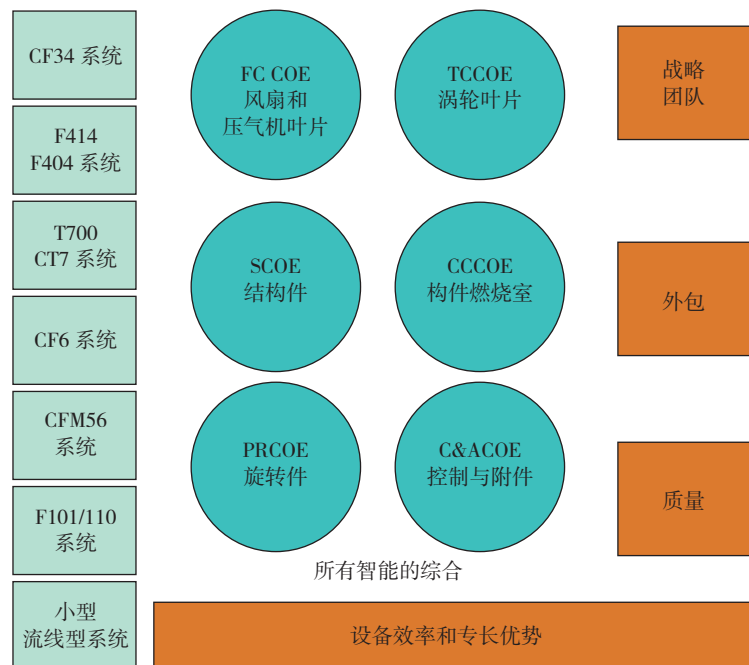 CF34 系统
F414
F404 系统
T700
CT7 系统
CF6 系统
CFM56
系统
F101/110
系统
小型
流线型系统
FC COE
风扇和
压气机叶片
TCCOE
涡轮叶片
SCOE
结构件
CCCOE
构件燃烧室
PRCOE
旋转件
C&ACOE
控制与附件
所有智能的综合
战略
团队
外包
质量
设备效率和专长优势